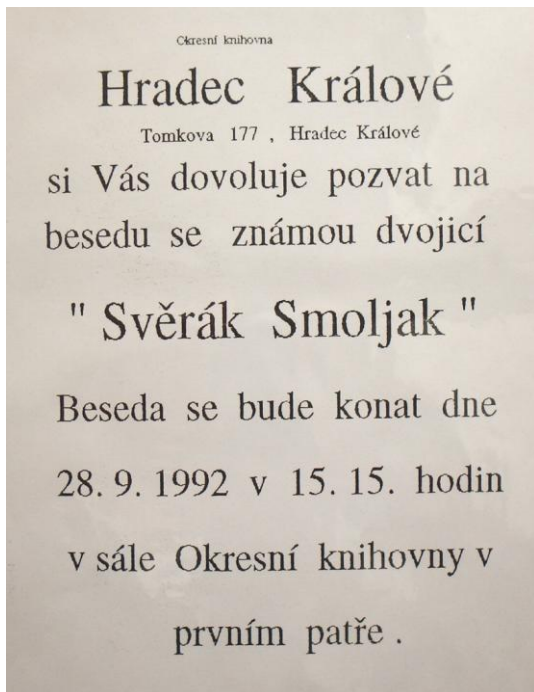 Okresní knihovna
Hradec Králové
Tomkova 177 , Hradec Králové
si Vás dovoluje pozvat na
besedu se známou dvojicí
" Svěrák Smoljak "
Beseda se bude konat dne
28. 9. 1992 v 15. 15. hodin
v sále Okresní knihovny v
prvním patře .